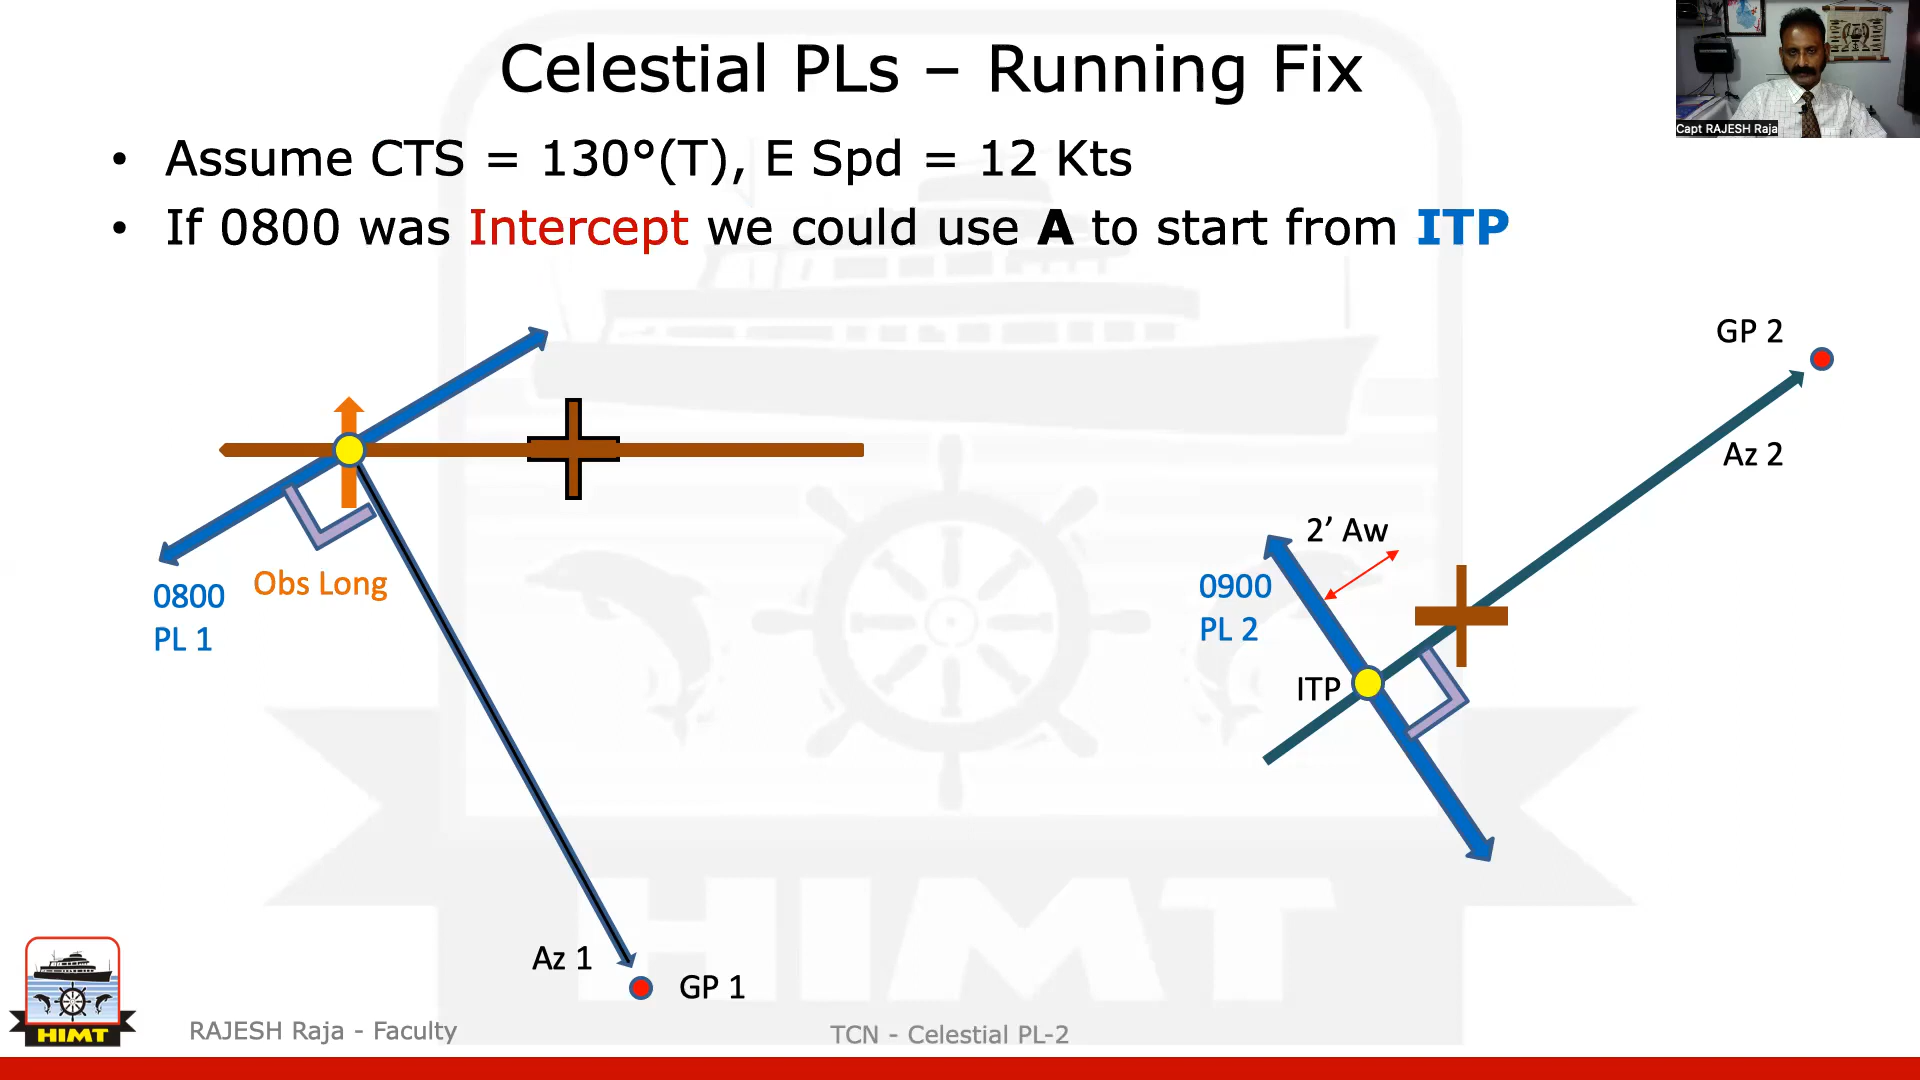 Celestial PLs – Running Fix
Capt RAJESH Raja
• Assume CTS = 130°(T), E Spd = 12 Kts
• If 0800 was Intercept we could use A to start from ITP
GP 2
Az 2
2’ Aw
0900
PL 2
ITP
0800
PL 1
Obs Long
Az 1
GP 1
HIMT
HIMT
RAJESH Raja - Faculty
TCN - Celestial PL-2